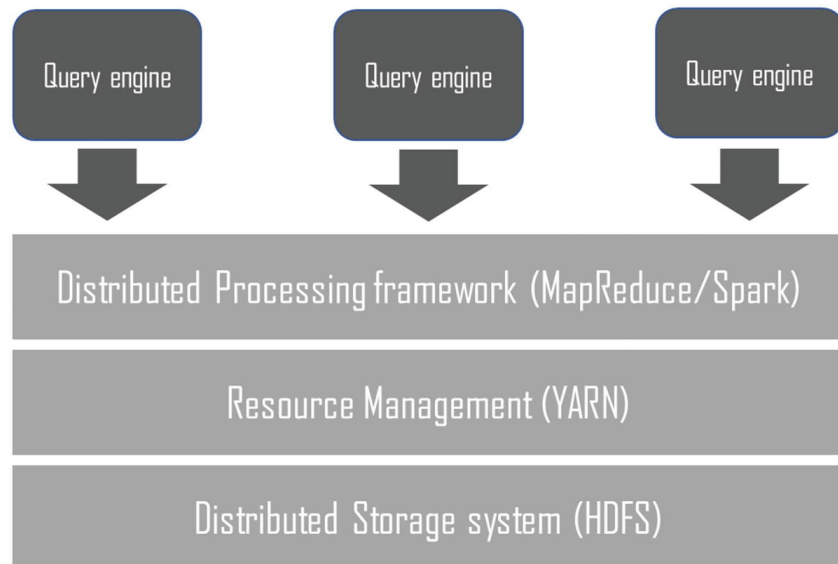 Query engine
Query engine
Query engine
Distributed Processing framework (MapReduce/Spark)
Resource Management (YARN)
Distributed Storage system (HDFS)